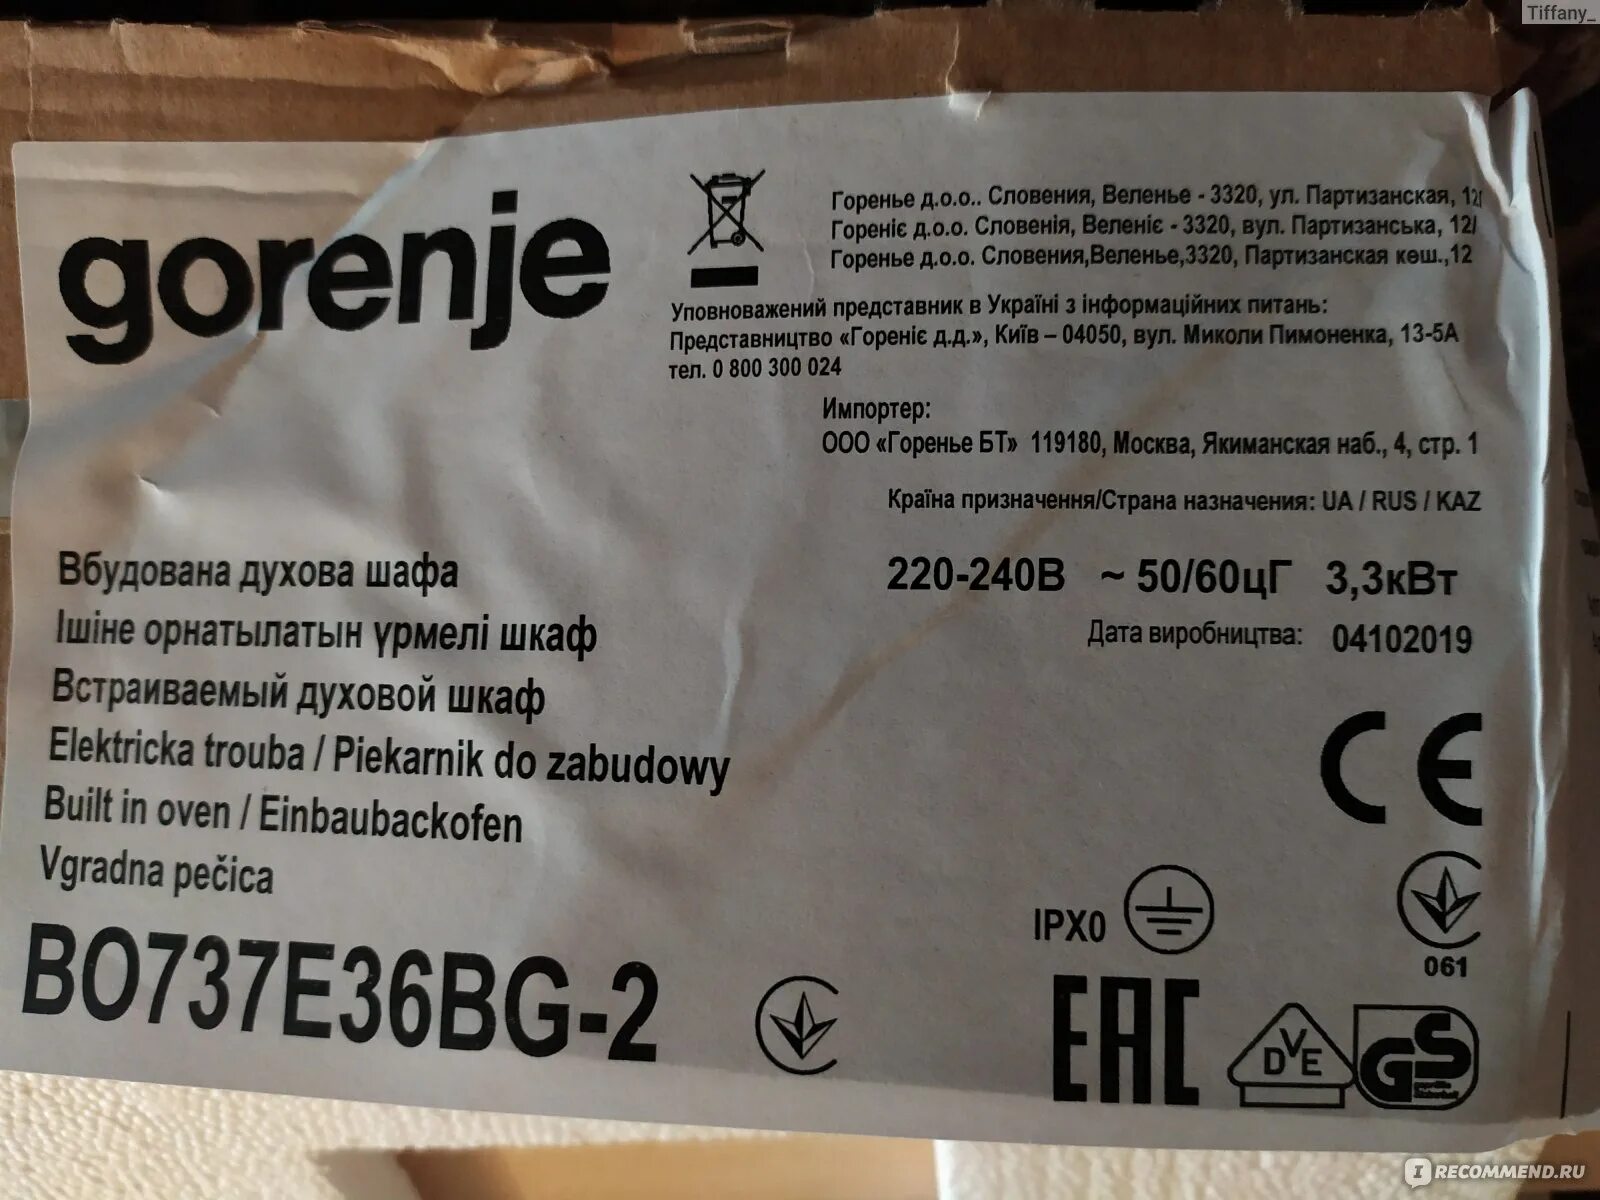 Tiffany_
gorenje
Горенье д.о.о.. Словения, Веленье - 3320, ул. Партизанская, 12
Гореніє д.о.о. Словенія, Веленіє - 3320, вул. Партизанська, 12/
Горенье д.о.о. Словения,Веленье,3320, Партизанская көш.,12
Уповноважений представник в Україні з інформаційних питань:
Представництво «Гореніє д.д.», Київ – 04050, вул. Миколи Пимоненка, 13-5А
тел. 0 800 300 024
Импортер:
ООО «Горенье БТ» 119180, Москва, Якиманская наб., 4, стр. 1
Країна призначення/Страна назначения: UA / RUS / KAZ
220-240В ~ 50/60цГ 3,3кВт
Дата виробництва: 04102019
Вбудована духова шафа
Ішіне орнатылатын үрмелі шкаф
Встраиваемый духовой шкаф
Elektricka trouba / Piekarnik do zabudowy
Built in oven / Einbaubackofen
Vgradna pečica
BO737E36BG-2
CE
IPX0
061
EAC
DVE
GS
IRECOMMEND.RU